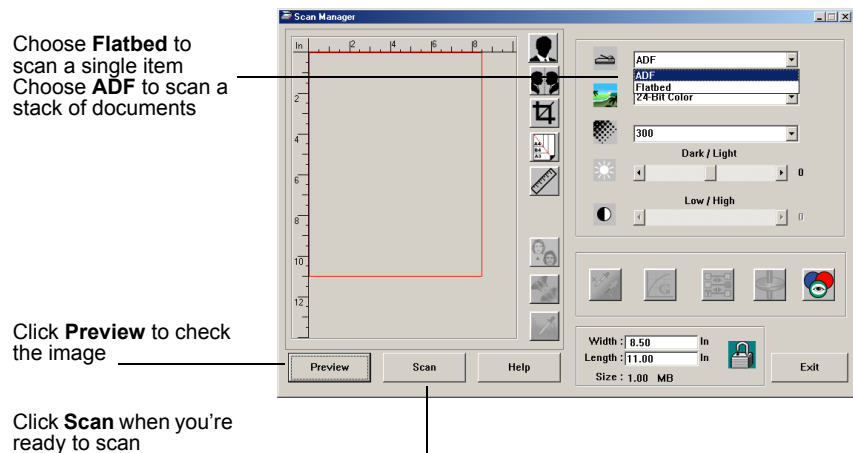 Scan Manager
Choose Flatbed to
scan a single item
Choose ADF to scan a
stack of documents
In
2
4
6
8
2
4
6
8
10
12
A4
B4
A3
ADF
ADF
Flatbed
24-Bit Color
300
Dark / Light
0
Low / High
0
G
Click Preview to check
the image
Width : 8.50 In
Length : 11.00 In
Size : 1.00 MB
Preview
Scan
Help
Exit
Click Scan when you're
ready to scan